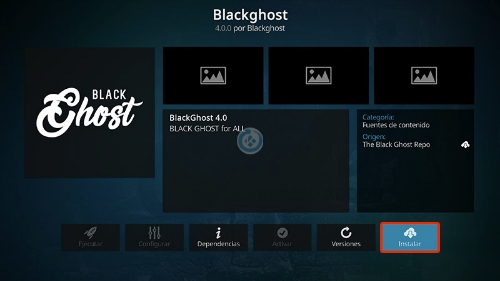 Blackghost
4.0.0 por Blackghost
BLACK
Ghost
BlackGhost 4.0
BLACK GHOST for ALL
Categoría:
Fuentes de contenido
Origen:
The Black Ghost Repo
Ejecutar
Configurar
Dependencias
Activar
Versiones
Instalar